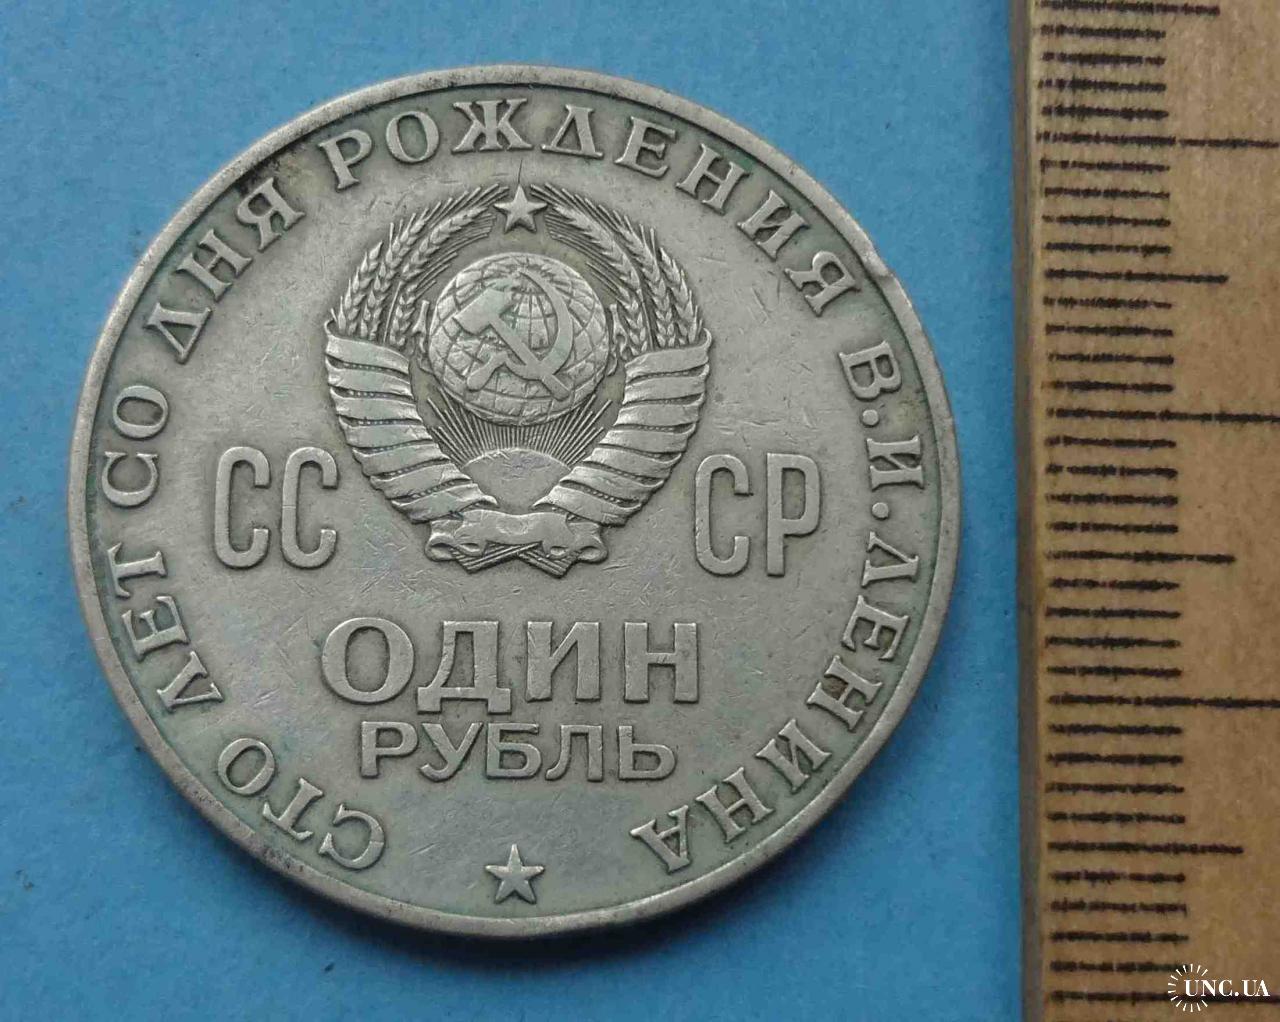 СТО ЛЕТ СО ДНЯ РОЖДЕНИЯ В.И.ЛЕНИНА
СС СР
ОДИН
РУБЛЬ
UNC.UA